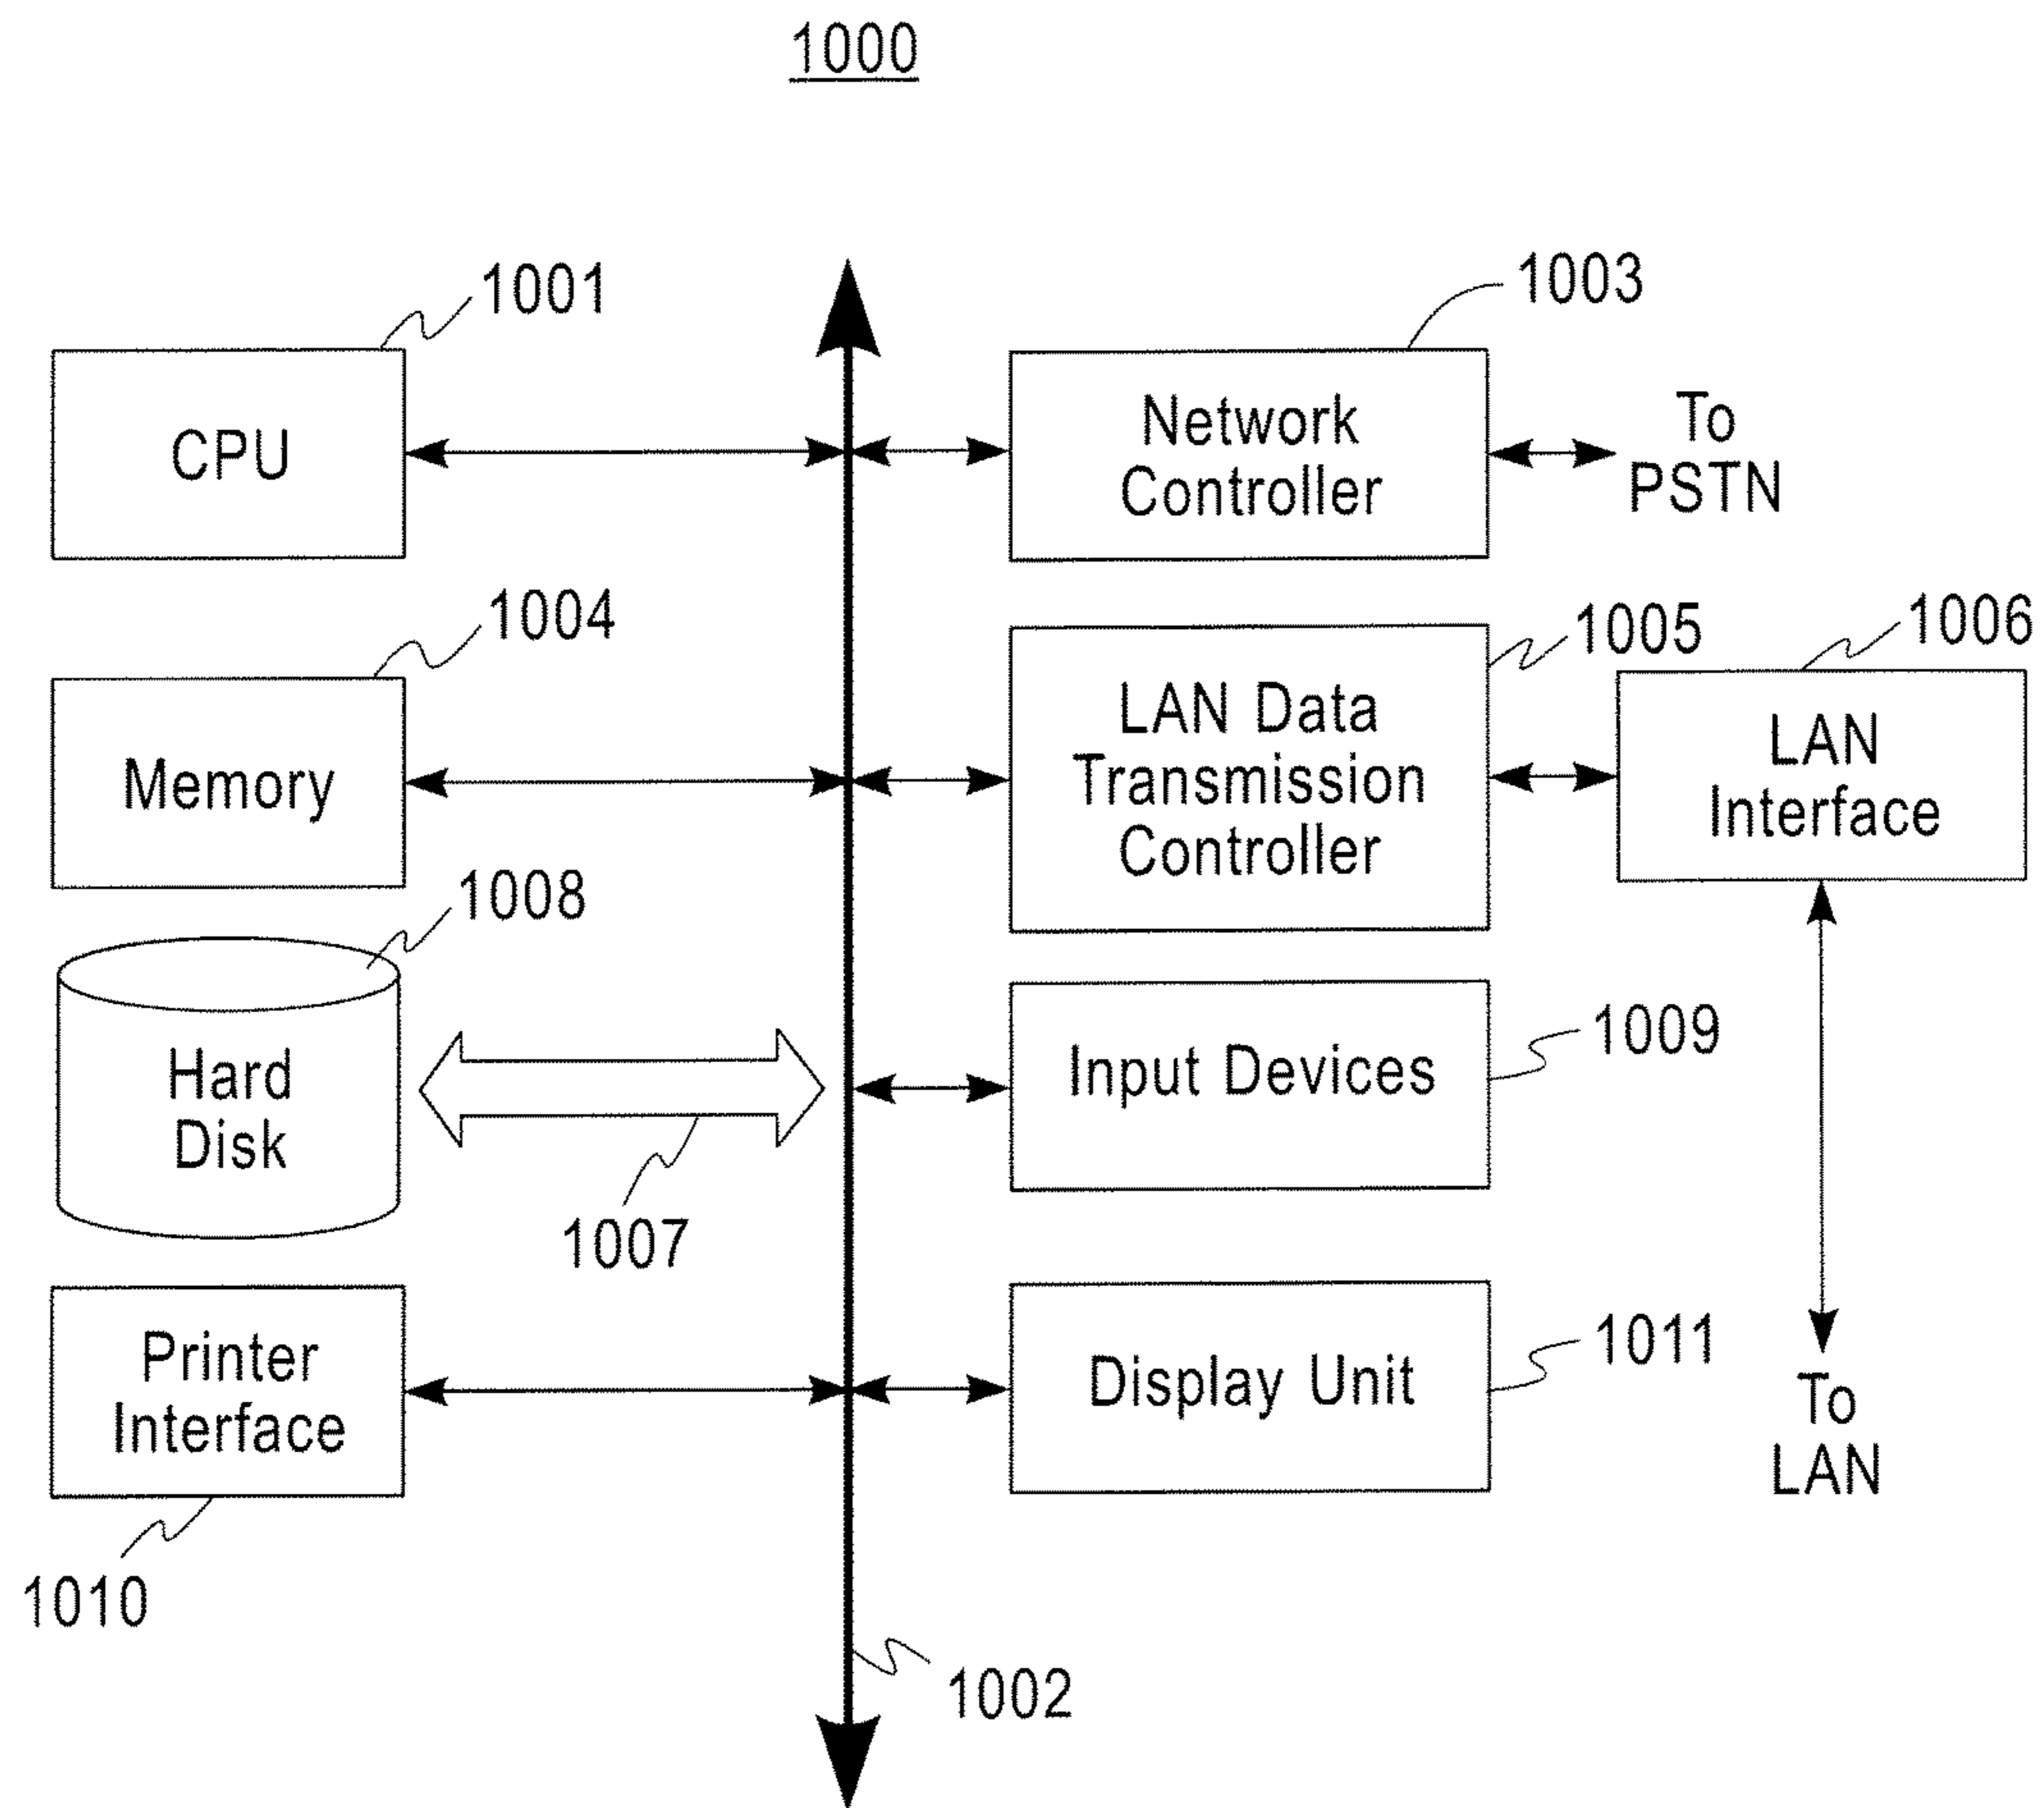 1000
1001
CPU
1003
Network
Controller
To
PSTN
1004
Memory
1005
LAN Data
Transmission
Controller
1006
LAN
Interface
1008
Hard
Disk
1007
1009
Input Devices
Printer
Interface
1010
1011
Display Unit
To
LAN
1002